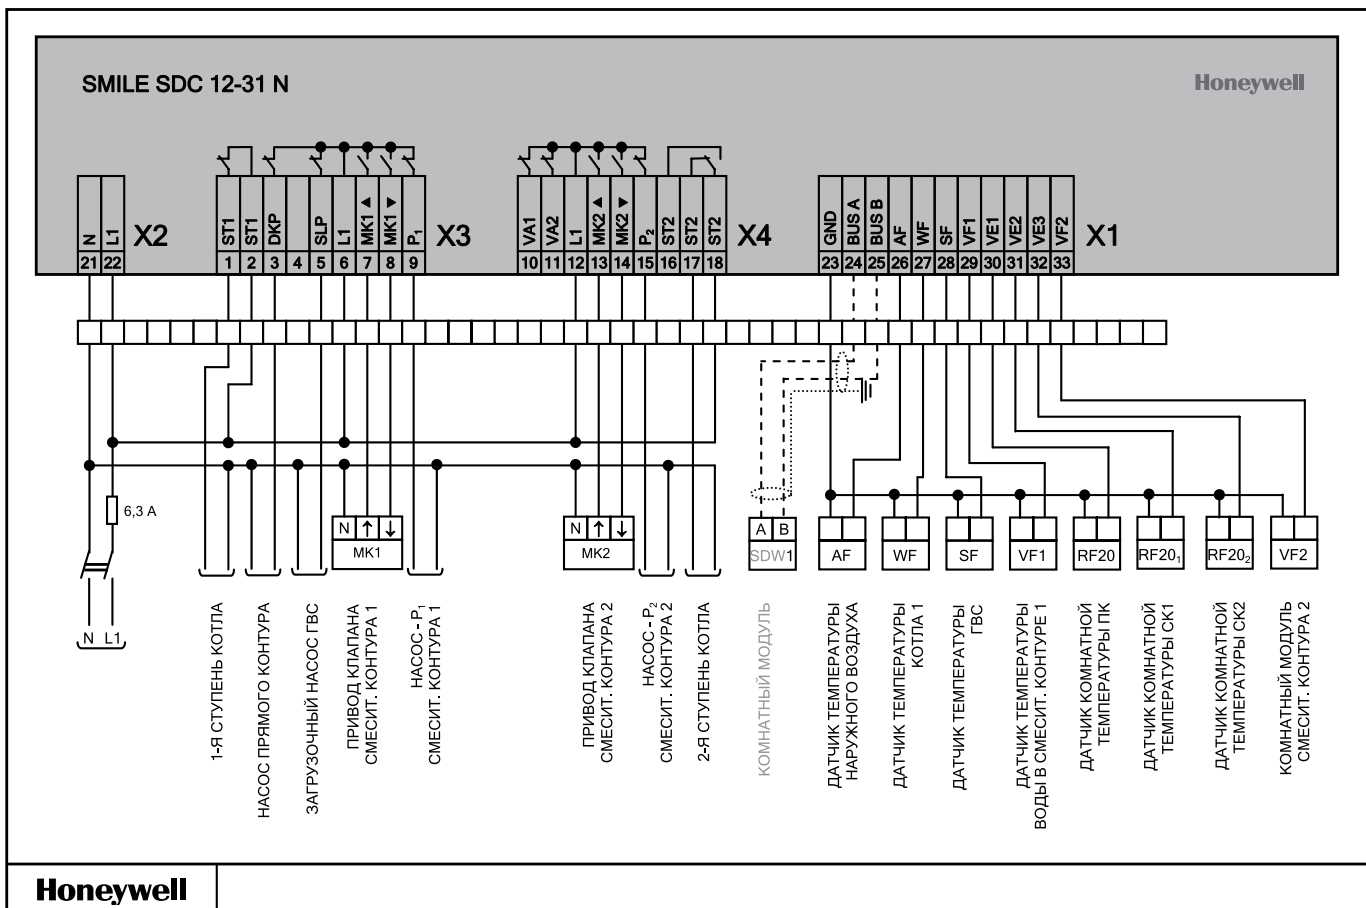 SMILE SDC 12-31 N
Honeywell
N
L1
X2
ST1
ST1
DKP
SLP
L1
MK1 ▲
MK1 ▼
P₁
X3
VA1
VA2
L1
MK2 ▲
MK2 ▼
P₂
ST2
ST2
ST2
X4
GND
BUS A
BUS B
AF
WF
SF
VF1
VE1
VE2
VE3
VF2
X1
21 22
1 2 3 4 5 6 7 8 9
10 11 12 13 14 15 16 17 18
23 24 25 26 27 28 29 30 31 32 33
6,3 A
N ↑ ↓
MK1
N ↑ ↓
MK2
A B
SDW1
AF
WF
SF
VF1
RF20
RF20₁
RF20₂
VF2
N L1
1-Я СТУПЕНЬ КОТЛА
НАСОС ПРЯМОГО КОНТУРА
ЗАГРУЗОЧНЫЙ НАСОС ГВС
ПРИВОД КЛАПАНА
СМЕСИТ. КОНТУРА 1
НАСОС - P₁
СМЕСИТ. КОНТУРА 1
ПРИВОД КЛАПАНА
СМЕСИТ. КОНТУРА 2
НАСОС - P₂
СМЕСИТ. КОНТУРА 2
2-Я СТУПЕНЬ КОТЛА
КОМНАТНЫЙ МОДУЛЬ
ДАТЧИК ТЕМПЕРАТУРЫ
НАРУЖНОГО ВОЗДУХА
ДАТЧИК ТЕМПЕРАТУРЫ
КОТЛА 1
ДАТЧИК ТЕМПЕРАТУРЫ
ГВС
ДАТЧИК ТЕМПЕРАТУРЫ
ВОДЫ В СМЕСИТ. КОНТУРЕ 1
ДАТЧИК КОМНАТНОЙ
ТЕМПЕРАТУРЫ ПК
ДАТЧИК КОМНАТНОЙ
ТЕМПЕРАТУРЫ СК1
ДАТЧИК КОМНАТНОЙ
ТЕМПЕРАТУРЫ СК2
КОМНАТНЫЙ МОДУЛЬ
СМЕСИТ. КОНТУРА 2
Honeywell